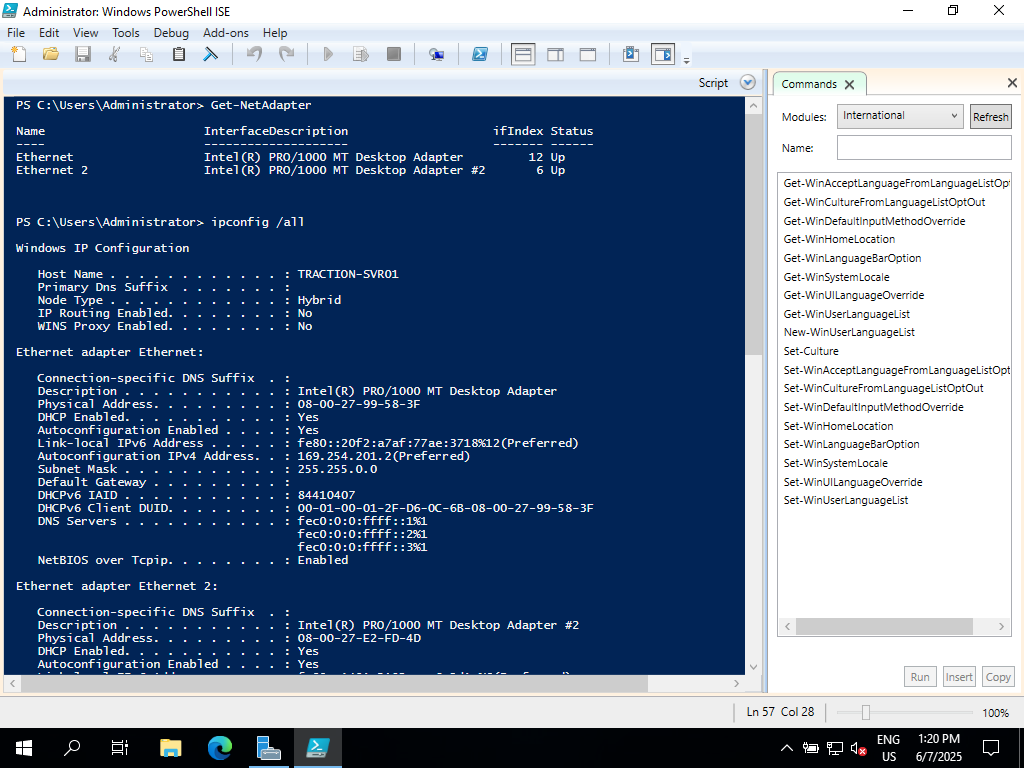 Administrator: Windows PowerShell ISE
File Edit View Tools Debug Add-ons Help
Script
PS C:\Users\Administrator> Get-NetAdapter
Name InterfaceDescription ifIndex Status
---- -------------------- ------- ------
Ethernet Intel(R) PRO/1000 MT Desktop Adapter 12 Up
Ethernet 2 Intel(R) PRO/1000 MT Desktop Adapter #2 6 Up
PS C:\Users\Administrator> ipconfig /all
Windows IP Configuration
Host Name . . . . . . . . . . . . : TRACTION-SVR01
Primary Dns Suffix . . . . . . . :
Node Type . . . . . . . . . . . . : Hybrid
IP Routing Enabled. . . . . . . . : No
WINS Proxy Enabled. . . . . . . . : No
Ethernet adapter Ethernet:
Connection-specific DNS Suffix . :
Description . . . . . . . . . . . : Intel(R) PRO/1000 MT Desktop Adapter
Physical Address. . . . . . . . . : 08-00-27-99-58-3F
DHCP Enabled. . . . . . . . . . . : Yes
Autoconfiguration Enabled . . . . : Yes
Link-local IPv6 Address . . . . . : fe80::20f2:a7af:77ae:3718%12(Preferred)
Autoconfiguration IPv4 Address. . : 169.254.201.2(Preferred)
Subnet Mask . . . . . . . . . . . : 255.255.0.0
Default Gateway . . . . . . . . . :
DHCPv6 IAID . . . . . . . . . . . : 84410407
DHCPv6 Client DUID. . . . . . . . : 00-01-00-01-2F-D6-0C-6B-08-00-27-99-58-3F
DNS Servers . . . . . . . . . . . : fec0:0:0:ffff::1%1
fec0:0:0:ffff::2%1
fec0:0:0:ffff::3%1
NetBIOS over Tcpip. . . . . . . . : Enabled
Ethernet adapter Ethernet 2:
Connection-specific DNS Suffix . :
Description . . . . . . . . . . . : Intel(R) PRO/1000 MT Desktop Adapter #2
Physical Address. . . . . . . . . : 08-00-27-E2-FD-4D
DHCP Enabled. . . . . . . . . . . : Yes
Autoconfiguration Enabled . . . . : Yes
Commands
Modules: International Refresh
Name:
Get-WinAcceptLanguageFromLanguageListOpt
Get-WinCultureFromLanguageListOptOut
Get-WinDefaultInputMethodOverride
Get-WinHomeLocation
Get-WinLanguageBarOption
Get-WinSystemLocale
Get-WinUILanguageOverride
Get-WinUserLanguageList
New-WinUserLanguageList
Set-Culture
Set-WinAcceptLanguageFromLanguageListOpt
Set-WinCultureFromLanguageListOptOut
Set-WinDefaultInputMethodOverride
Set-WinHomeLocation
Set-WinLanguageBarOption
Set-WinSystemLocale
Set-WinUILanguageOverride
Set-WinUserLanguageList
Run Insert Copy
Ln 57 Col 28
100%
ENG
US
1:20 PM
6/7/2025